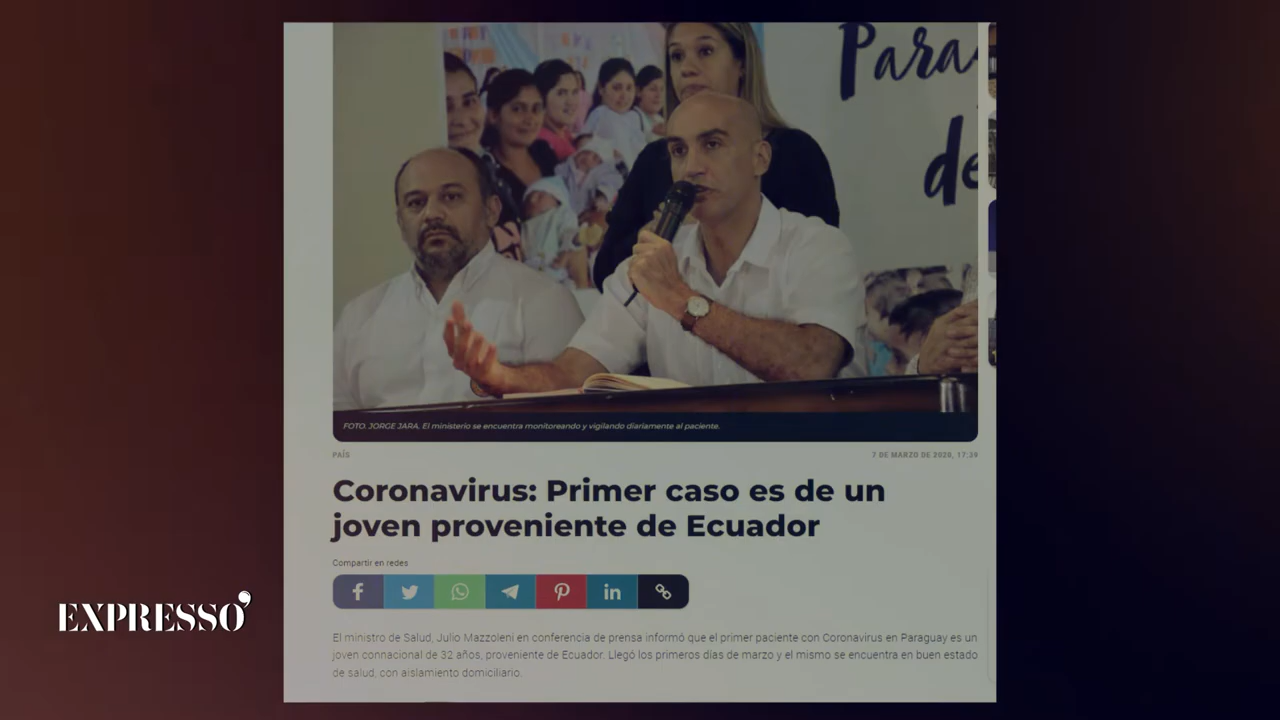 Para
de
FOTO. JORGE JARA. El ministerio se encuentra monitoreando y vigilando diariamente al paciente.
PAÍS
7 DE MARZO DE 2020, 17:39
Coronavirus: Primer caso es de un
joven proveniente de Ecuador
Compartir en redes
El ministro de Salud, Julio Mazzoleni en conferencia de prensa informó que el primer paciente con Coronavirus en Paraguay es un
joven connacional de 32 años, proveniente de Ecuador. Llegó los primeros días de marzo y el mismo se encuentra en buen estado
de salud, con aislamiento domiciliario.
EXPRESSO